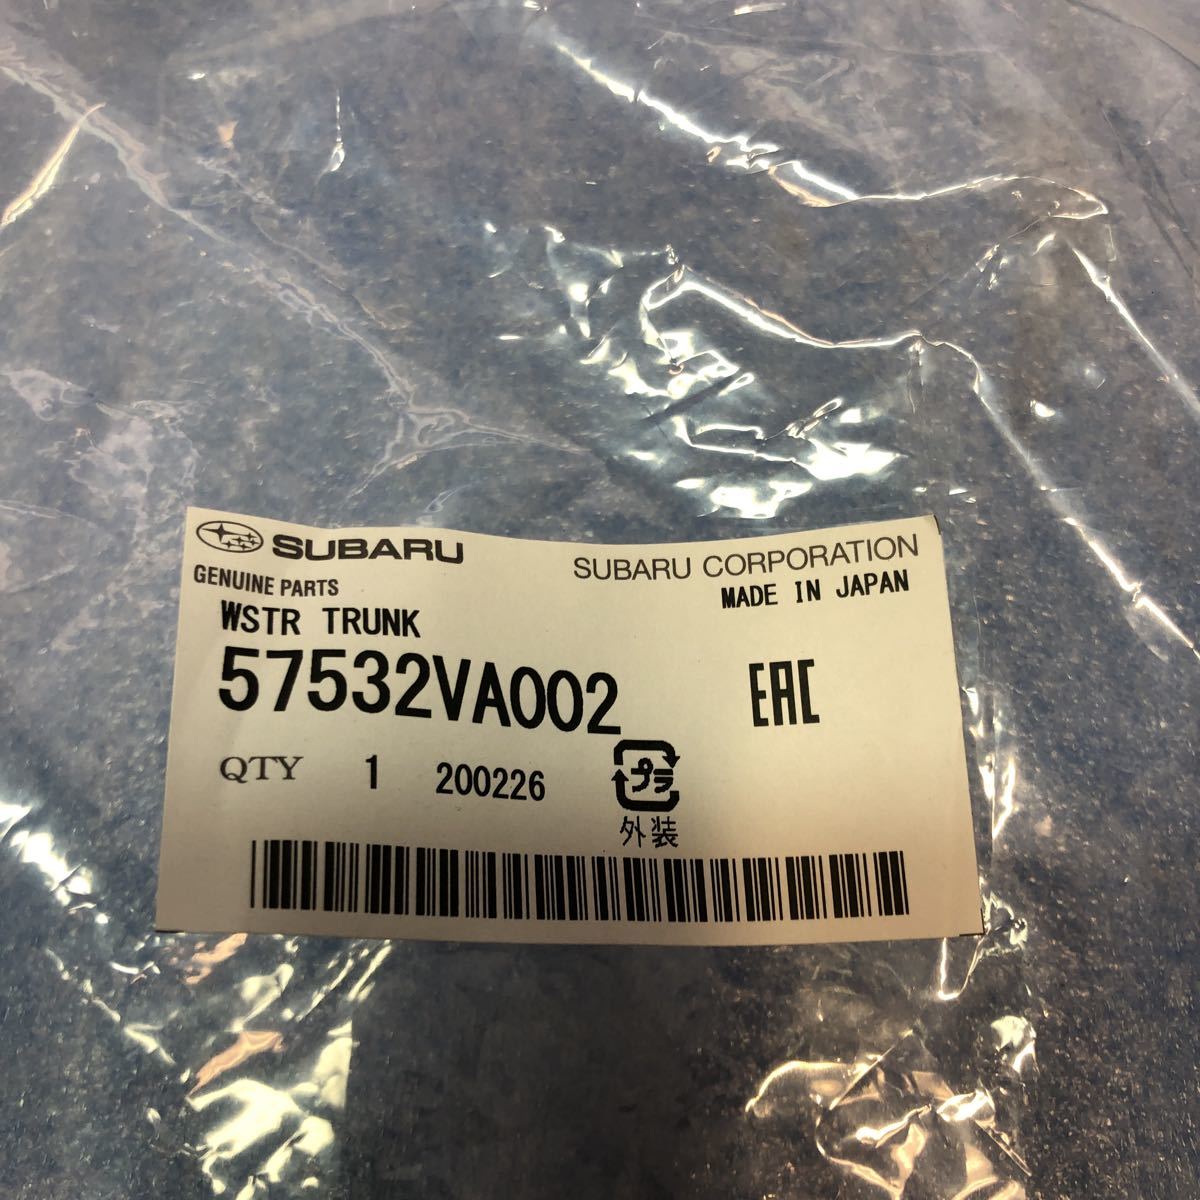 SUBARU
SUBARU CORPORATION
GENUINE PARTS
MADE IN JAPAN
WSTR TRUNK
57532VA002
EAC
QTY 1 200226
プラ
外装